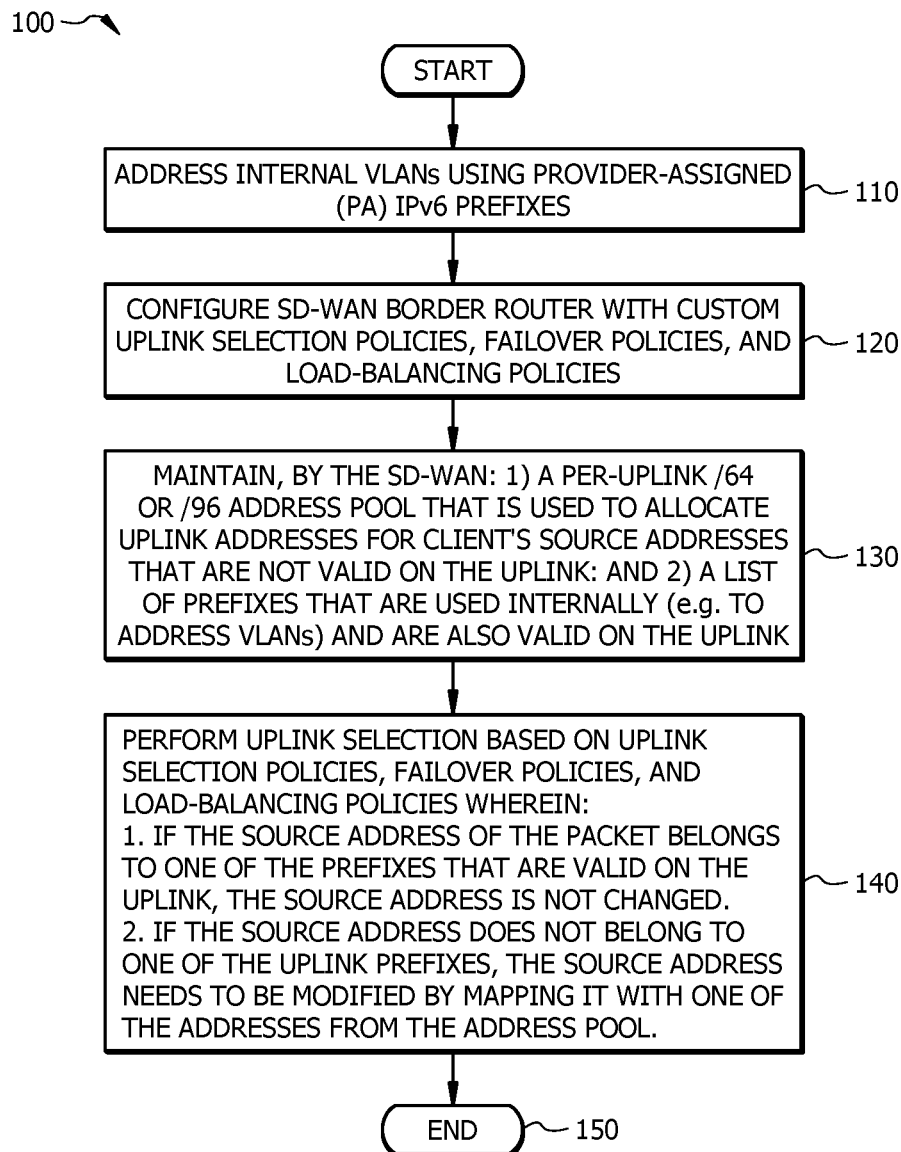 100
START
ADDRESS INTERNAL VLANs USING PROVIDER-ASSIGNED
(PA) IPv6 PREFIXES
110
CONFIGURE SD-WAN BORDER ROUTER WITH CUSTOM
UPLINK SELECTION POLICIES, FAILOVER POLICIES, AND
LOAD-BALANCING POLICIES
120
MAINTAIN, BY THE SD-WAN: 1) A PER-UPLINK /64
OR /96 ADDRESS POOL THAT IS USED TO ALLOCATE
UPLINK ADDRESSES FOR CLIENT'S SOURCE ADDRESSES
THAT ARE NOT VALID ON THE UPLINK: AND 2) A LIST
OF PREFIXES THAT ARE USED INTERNALLY (e.g. TO
ADDRESS VLANs) AND ARE ALSO VALID ON THE UPLINK
130
PERFORM UPLINK SELECTION BASED ON UPLINK
SELECTION POLICIES, FAILOVER POLICIES, AND
LOAD-BALANCING POLICIES WHEREIN:
1. IF THE SOURCE ADDRESS OF THE PACKET BELONGS
TO ONE OF THE PREFIXES THAT ARE VALID ON THE
UPLINK, THE SOURCE ADDRESS IS NOT CHANGED.
2. IF THE SOURCE ADDRESS DOES NOT BELONG TO
ONE OF THE UPLINK PREFIXES, THE SOURCE ADDRESS
NEEDS TO BE MODIFIED BY MAPPING IT WITH ONE OF
THE ADDRESSES FROM THE ADDRESS POOL.
140
END
150